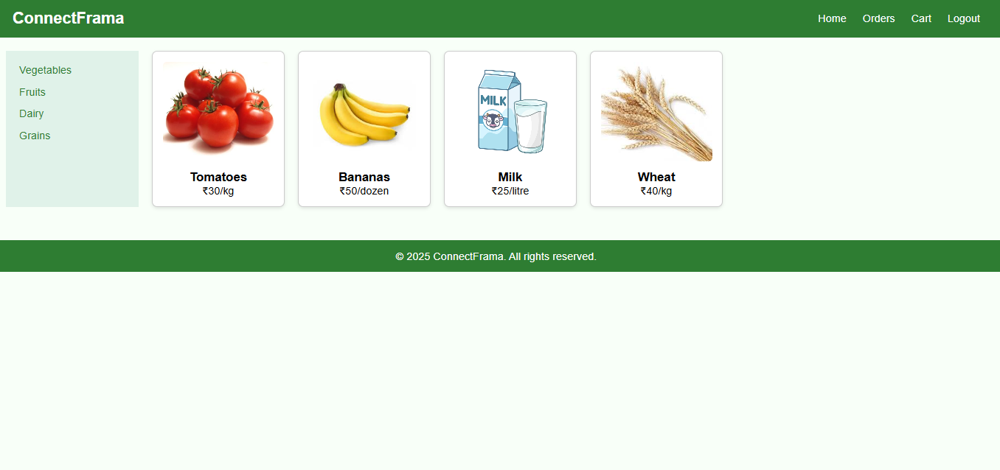 ConnectFrama
Home Orders Cart Logout
Vegetables
Fruits
Dairy
Grains
MILK
Tomatoes
₹30/kg
Bananas
₹50/dozen
Milk
₹25/litre
Wheat
₹40/kg
© 2025 ConnectFrama. All rights reserved.